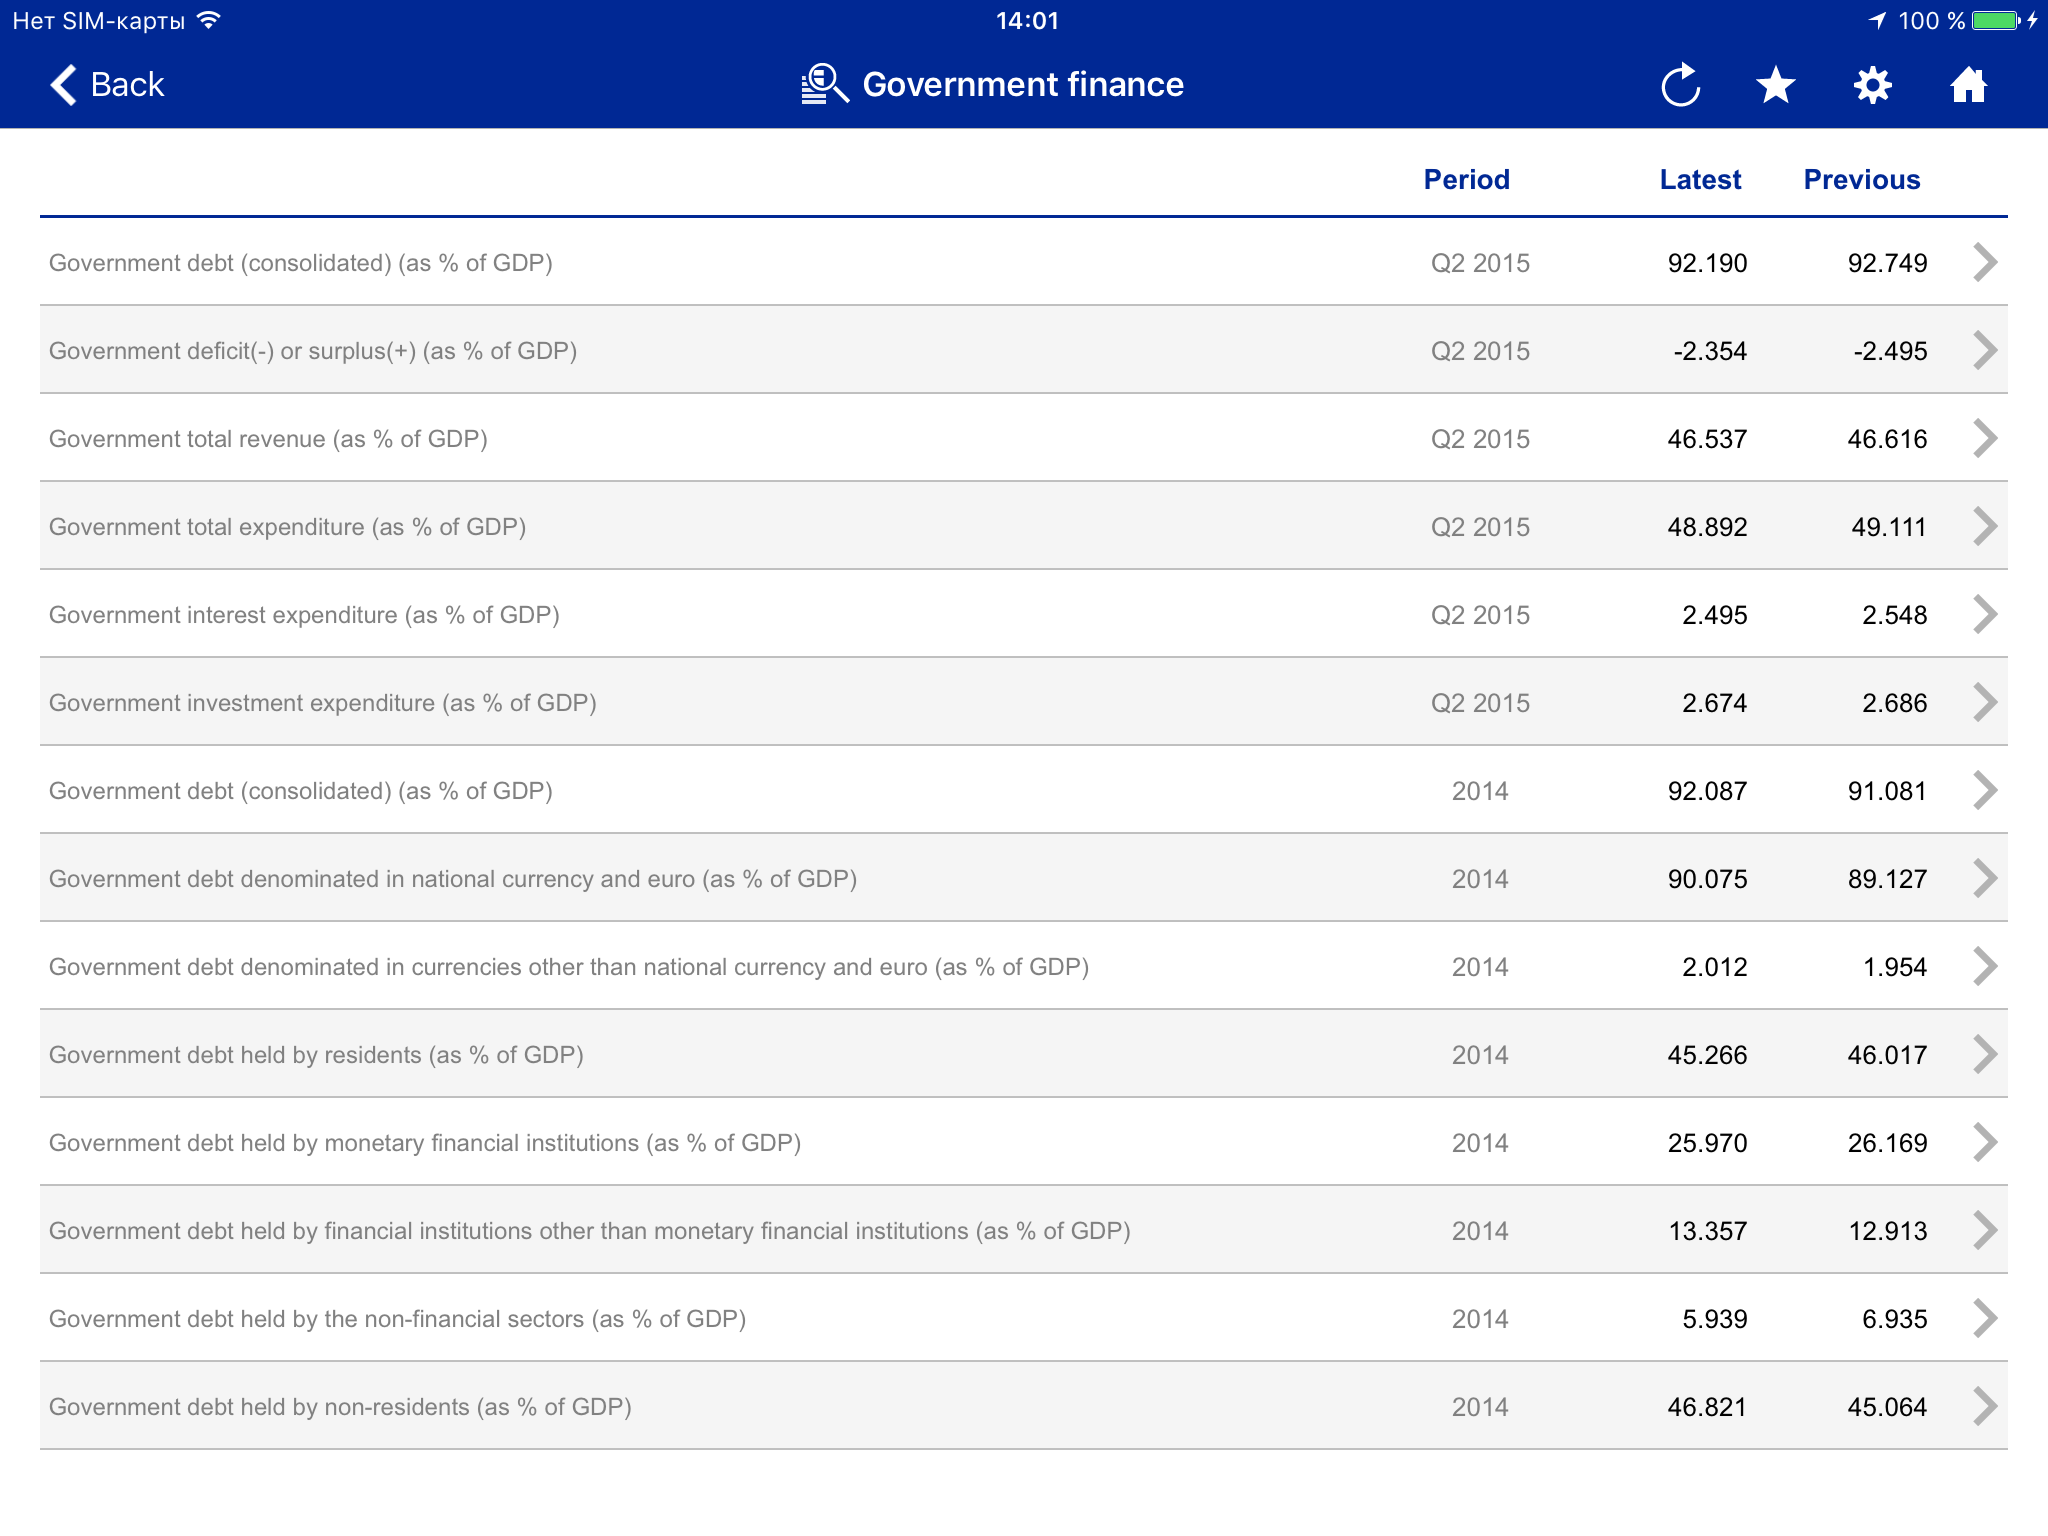 Нет SIM-карты 14:01 100 %
Back Government finance
Period Latest Previous
Government debt (consolidated) (as % of GDP) Q2 2015 92.190 92.749
Government deficit(-) or surplus(+) (as % of GDP) Q2 2015 -2.354 -2.495
Government total revenue (as % of GDP) Q2 2015 46.537 46.616
Government total expenditure (as % of GDP) Q2 2015 48.892 49.111
Government interest expenditure (as % of GDP) Q2 2015 2.495 2.548
Government investment expenditure (as % of GDP) Q2 2015 2.674 2.686
Government debt (consolidated) (as % of GDP) 2014 92.087 91.081
Government debt denominated in national currency and euro (as % of GDP) 2014 90.075 89.127
Government debt denominated in currencies other than national currency and euro (as % of GDP) 2014 2.012 1.954
Government debt held by residents (as % of GDP) 2014 45.266 46.017
Government debt held by monetary financial institutions (as % of GDP) 2014 25.970 26.169
Government debt held by financial institutions other than monetary financial institutions (as % of GDP) 2014 13.357 12.913
Government debt held by the non-financial sectors (as % of GDP) 2014 5.939 6.935
Government debt held by non-residents (as % of GDP) 2014 46.821 45.064